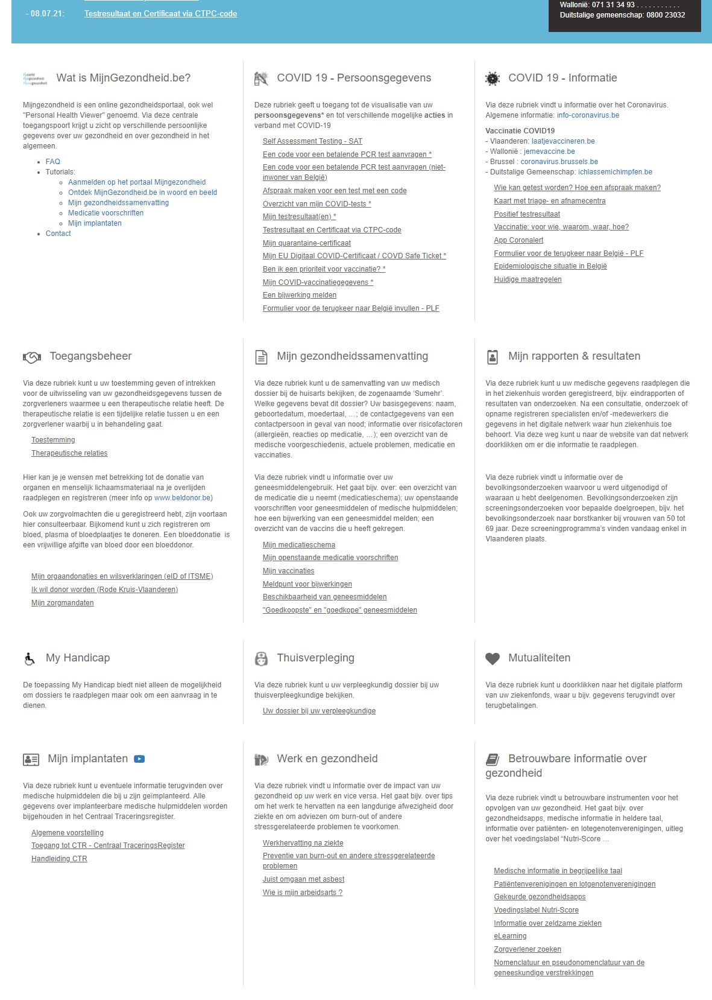 - 08.07.21: Testresultaat en Certificaat via CTPC-code
Wallonië: 071 31 34 93 . . . . . . . . . . .
Duitstalige gemeenschap: 0800 23032
Wat is MijnGezondheid.be?
Mijngezondheid is een online gezondheidsportaal, ook wel
"Personal Health Viewer" genoemd. Via deze centrale
toegangspoort krijgt u zicht op verschillende persoonlijke
gegevens over uw gezondheid en over gezondheid in het
algemeen.
FAQ
Tutorials:
Aanmelden op het portaal Mijngezondheid
Ontdek MijnGezondheid.be in woord en beeld
Mijn gezondheidssamenvatting
Medicatie voorschriften
Mijn implantaten
Contact
COVID 19 - Persoonsgegevens
Deze rubriek geeft u toegang tot de visualisatie van uw
persoonsgegevens* en tot verschillende mogelijke acties in
verband met COVID-19
Self Assessment Testing - SAT
Een code voor een betalende PCR test aanvragen *
Een code voor een betalende PCR test aanvragen (niet-
inwoner van België)
Afspraak maken voor een test met een code
Overzicht van mijn COVID-tests *
Mijn testresultaat(en) *
Testresultaat en Certificaat via CTPC-code
Mijn quarantaine-certificaat
Mijn EU Digitaal COVID-Certificaat / COVD Safe Ticket *
Ben ik een prioriteit voor vaccinatie? *
Mijn COVID-vaccinatiegegevens *
Een bijwerking melden
Formulier voor de terugkeer naar België invullen - PLF
COVID 19 - Informatie
Via deze rubriek vindt u informatie over het Coronavirus.
Algemene informatie: info-coronavirus.be
Vaccinatie COVID19
- Vlaanderen: laatjevaccineren.be
- Wallonië : jemevaccine.be
- Brussel : coronavirus.brussels.be
- Duitstalige Gemeenschap: ichlassemichimpfen.be
Wie kan getest worden? Hoe een afspraak maken?
Kaart met triage- en afnamecentra
Positief testresultaat
Vaccinatie: voor wie, waarom, waar, hoe?
App Coronalert
Formulier voor de terugkeer naar België - PLF
Epidemiologische situatie in België
Huidige maatregelen
Toegangsbeheer
Via deze rubriek kunt u uw toestemming geven of intrekken
voor de uitwisseling van uw gezondheidsgegevens tussen de
zorgverleners waarmee u een therapeutische relatie heeft. De
therapeutische relatie is een tijdelijke relatie tussen u en een
zorgverlener waarbij u in behandeling gaat.
Toestemming
Therapeutische relaties
Hier kan je je wensen met betrekking tot de donatie van
organen en menselijk lichaamsmateriaal na je overlijden
raadplegen en registreren (meer info op www.beldonor.be)
Ook uw zorgvolmachten die u geregistreerd hebt, zijn voortaan
hier consulteerbaar. Bijkomend kunt u zich registreren om
bloed, plasma of bloedplaatjes te doneren. Een bloeddonatie is
een vrijwillige afgifte van bloed door een bloeddonor.
Mijn orgaandonaties en wilsverklaringen (eID of ITSME)
Ik wil donor worden (Rode Kruis-Vlaanderen)
Mijn zorgmandaten
Mijn gezondheidssamenvatting
Via deze rubriek kunt u de samenvatting van uw medisch
dossier bij de huisarts bekijken, de zogenaamde ‘Sumehr’.
Welke gegevens bevat dit dossier? Uw basisgegevens: naam,
geboortedatum, moedertaal, …; de contactgegevens van een
contactpersoon in geval van nood; informatie over risicofactoren
(allergieën, reacties op medicatie, …); een overzicht van de
medische voorgeschiedenis, actuele problemen, medicatie en
vaccinaties.
Via deze rubriek vindt u informatie over uw
geneesmiddelengebruik. Het gaat bijv. over: een overzicht van
de medicatie die u neemt (medicatieschema); uw openstaande
voorschriften voor geneesmiddelen of medische hulpmiddelen;
hoe een bijwerking van een geneesmiddel melden; een
overzicht van de vaccins die u heeft gekregen.
Mijn medicatieschema
Mijn openstaande medicatie voorschriften
Mijn vaccinaties
Meldpunt voor bijwerkingen
Beschikbaarheid van geneesmiddelen
"Goedkoopste" en "goedkope" geneesmiddelen
Mijn rapporten & resultaten
Via deze rubriek kunt u uw medische gegevens raadplegen die
in het ziekenhuis worden geregistreerd, bijv. eindrapporten of
resultaten van onderzoeken. Na een consultatie, onderzoek of
opname registreren specialisten en/of -medewerkers die
gegevens in het digitale netwerk waar hun ziekenhuis toe
behoort. Via deze weg kunt u naar de website van dat netwerk
doorklikken om er die informatie te raadplegen.
Via deze rubriek vindt u informatie over de
bevolkingsonderzoeken waarvoor u werd uitgenodigd of
waaraan u hebt deelgenomen. Bevolkingsonderzoeken zijn
screeningsonderzoeken voor bepaalde doelgroepen, bijv. het
bevolkingsonderzoek naar borstkanker bij vrouwen van 50 tot
69 jaar. Deze screeningprogramma’s vinden vandaag enkel in
Vlaanderen plaats.
My Handicap
De toepassing My Handicap biedt niet alleen de mogelijkheid
om dossiers te raadplegen maar ook om een aanvraag in te
dienen.
Thuisverpleging
Via deze rubriek kunt u uw verpleegkundig dossier bij uw
thuisverpleegkundige bekijken.
Uw dossier bij uw verpleegkundige
Mutualiteiten
Via deze rubriek kunt u doorklikken naar het digitale platform
van uw ziekenfonds, waar u bijv. gegevens terugvindt over
terugbetalingen.
Mijn implantaten
Via deze rubriek kunt u eventuele informatie terugvinden over
medische hulpmiddelen die bij u zijn geïmplanteerd. Alle
gegevens over implanteerbare medische hulpmiddelen worden
bijgehouden in het Centraal Traceringsregister.
Algemene voorstelling
Toegang tot CTR - Centraal TraceringsRegister
Handleiding CTR
Werk en gezondheid
Via deze rubriek vindt u informatie over de impact van uw
gezondheid op uw werk en vice versa. Het gaat bijv. over tips
om het werk te hervatten na een langdurige afwezigheid door
ziekte en om adviezen om burn-out of andere
stressgerelateerde problemen te voorkomen.
Werkhervatting na ziekte
Preventie van burn-out en andere stressgerelateerde
problemen
Juist omgaan met asbest
Wie is mijn arbeidsarts ?
Betrouwbare informatie over
gezondheid
Via deze rubriek vindt u betrouwbare instrumenten voor het
opvolgen van uw gezondheid. Het gaat bijv. over
gezondheidsapps, medische informatie in heldere taal,
informatie over patiënten- en lotegenotenverenigingen, uitleg
over het voedingslabel “Nutri-Score …
Medische informatie in begrijpelijke taal
Patiëntenverenigingen en lotgenotenverenigingen
Gekeurde gezondheidsapps
Voedingslabel Nutri-Score
Informatie over zeldzame ziekten
eLearning
Zorgverlener zoeken
Nomenclatuur en pseudonomenclatuur van de
geneeskundige verstrekkingen